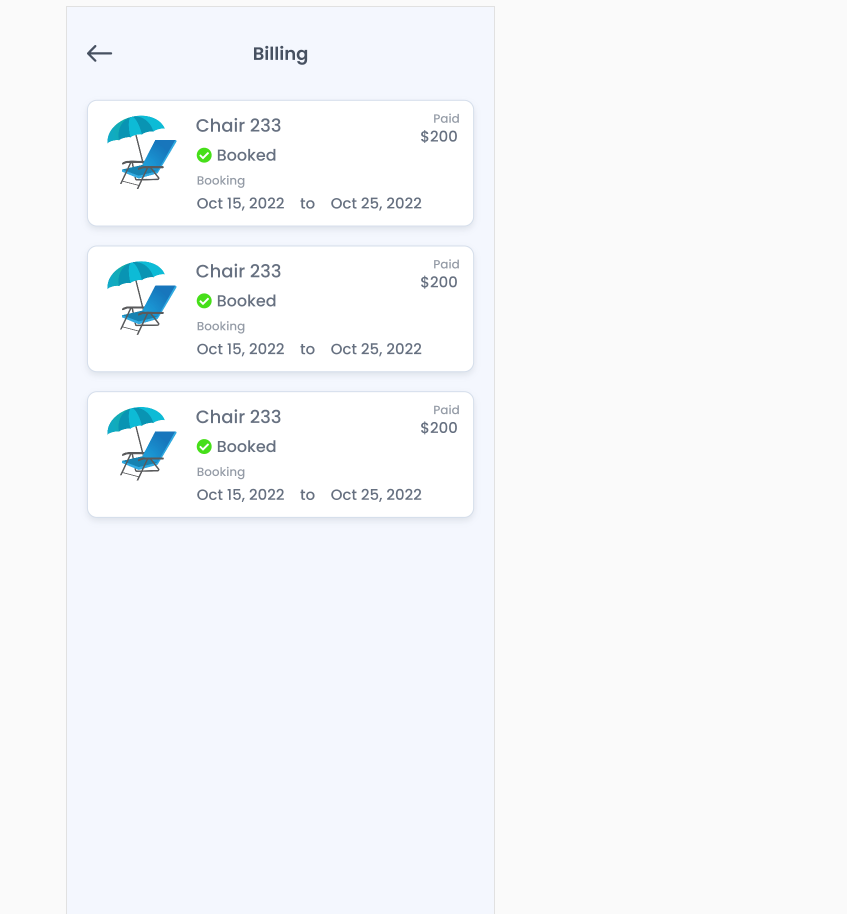 Billing
Chair 233
Paid
$200
Booked
Booking
Oct 15, 2022 to Oct 25, 2022
Chair 233
Paid
$200
Booked
Booking
Oct 15, 2022 to Oct 25, 2022
Chair 233
Paid
$200
Booked
Booking
Oct 15, 2022 to Oct 25, 2022